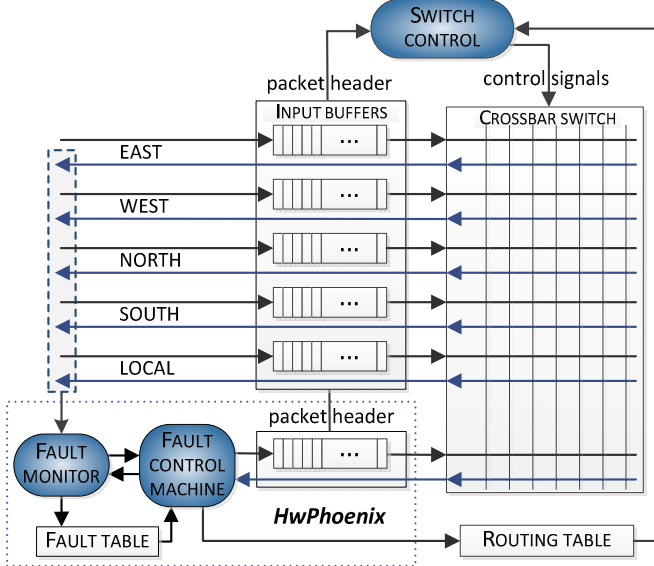 SWITCH
CONTROL
packet header
control signals
INPUT BUFFERS
CROSSBAR SWITCH
...
EAST
...
WEST
...
NORTH
...
SOUTH
...
LOCAL
packet header
FAULT
MONITOR
FAULT
CONTROL
MACHINE
...
HwPhoenix
FAULT TABLE
ROUTING TABLE